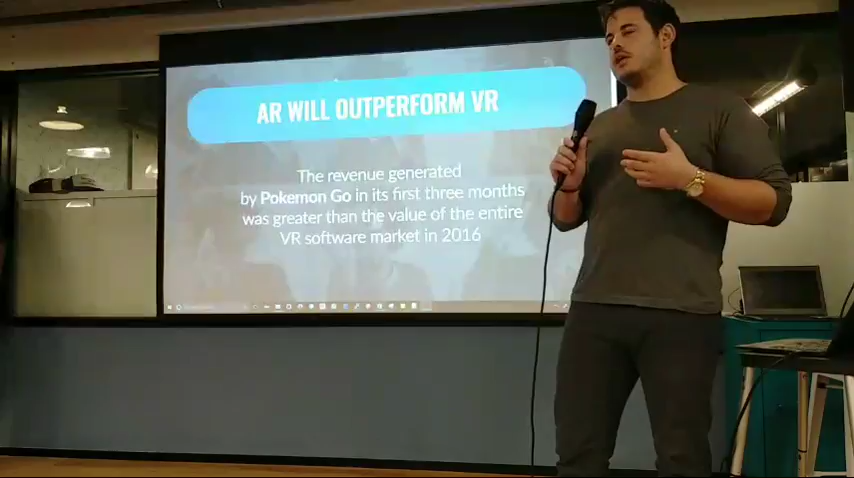 AR WILL OUTPERFORM VR
The revenue generated
by Pokemon Go in its first three months
was greater than the value of the entire
VR software market in 2016